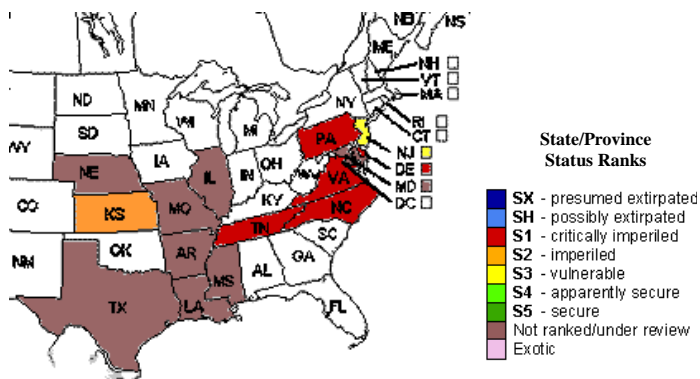 NB
NS
ME
NH
VT
MA
ND
MN
NY
RI
SD
WI
MI
CT
WY
PA
NJ
IA
NE
OH
DE
IL
IN
MD
WV
VA
DC
CO
KS
MO
KY
NC
TN
OK
AR
SC
NM
MS
AL
GA
TX
LA
FL
State/Province
Status Ranks
SX - presumed extirpated
SH - possibly extirpated
S1 - critically imperiled
S2 - imperiled
S3 - vulnerable
S4 - apparently secure
S5 - secure
Not ranked/under review
Exotic